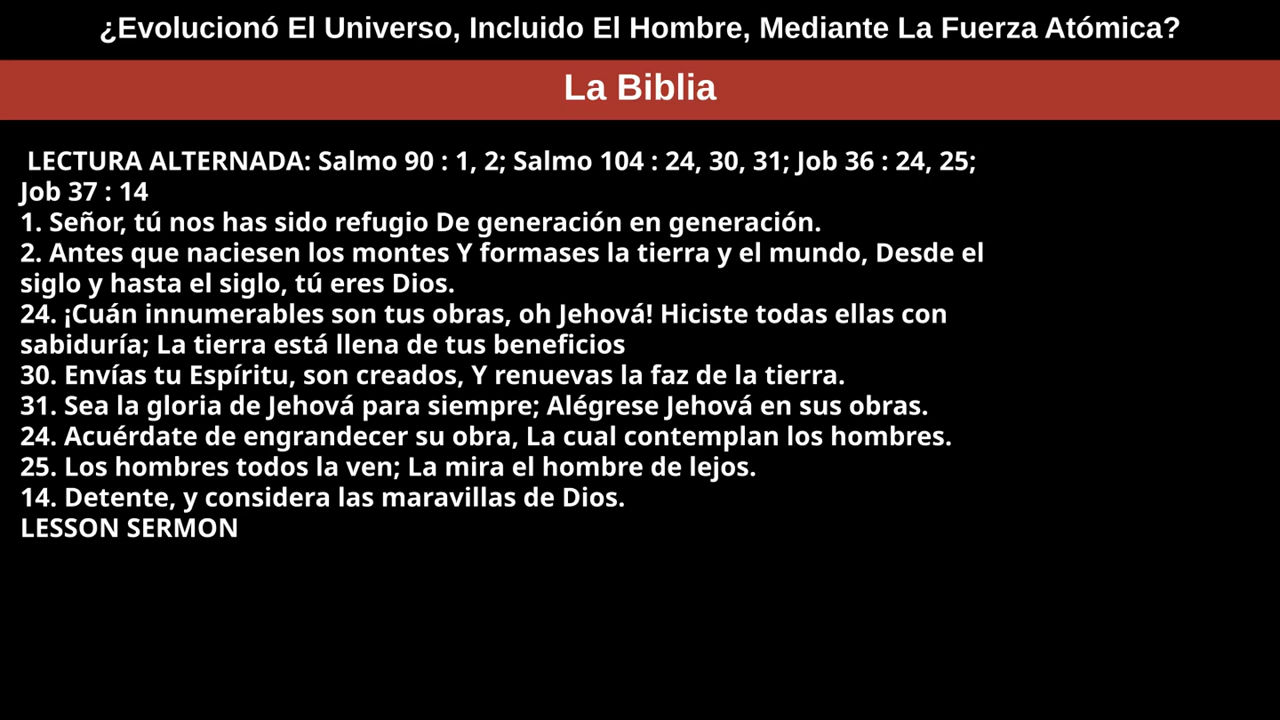 ¿Evolucionó El Universo, Incluido El Hombre, Mediante La Fuerza Atómica?
La Biblia
LECTURA ALTERNADA: Salmo 90 : 1, 2; Salmo 104 : 24, 30, 31; Job 36 : 24, 25;
Job 37 : 14
1. Señor, tú nos has sido refugio De generación en generación.
2. Antes que naciesen los montes Y formases la tierra y el mundo, Desde el
siglo y hasta el siglo, tú eres Dios.
24. ¡Cuán innumerables son tus obras, oh Jehová! Hiciste todas ellas con
sabiduría; La tierra está llena de tus beneficios
30. Envías tu Espíritu, son creados, Y renuevas la faz de la tierra.
31. Sea la gloria de Jehová para siempre; Alégrese Jehová en sus obras.
24. Acuérdate de engrandecer su obra, La cual contemplan los hombres.
25. Los hombres todos la ven; La mira el hombre de lejos.
14. Detente, y considera las maravillas de Dios.
LESSON SERMON